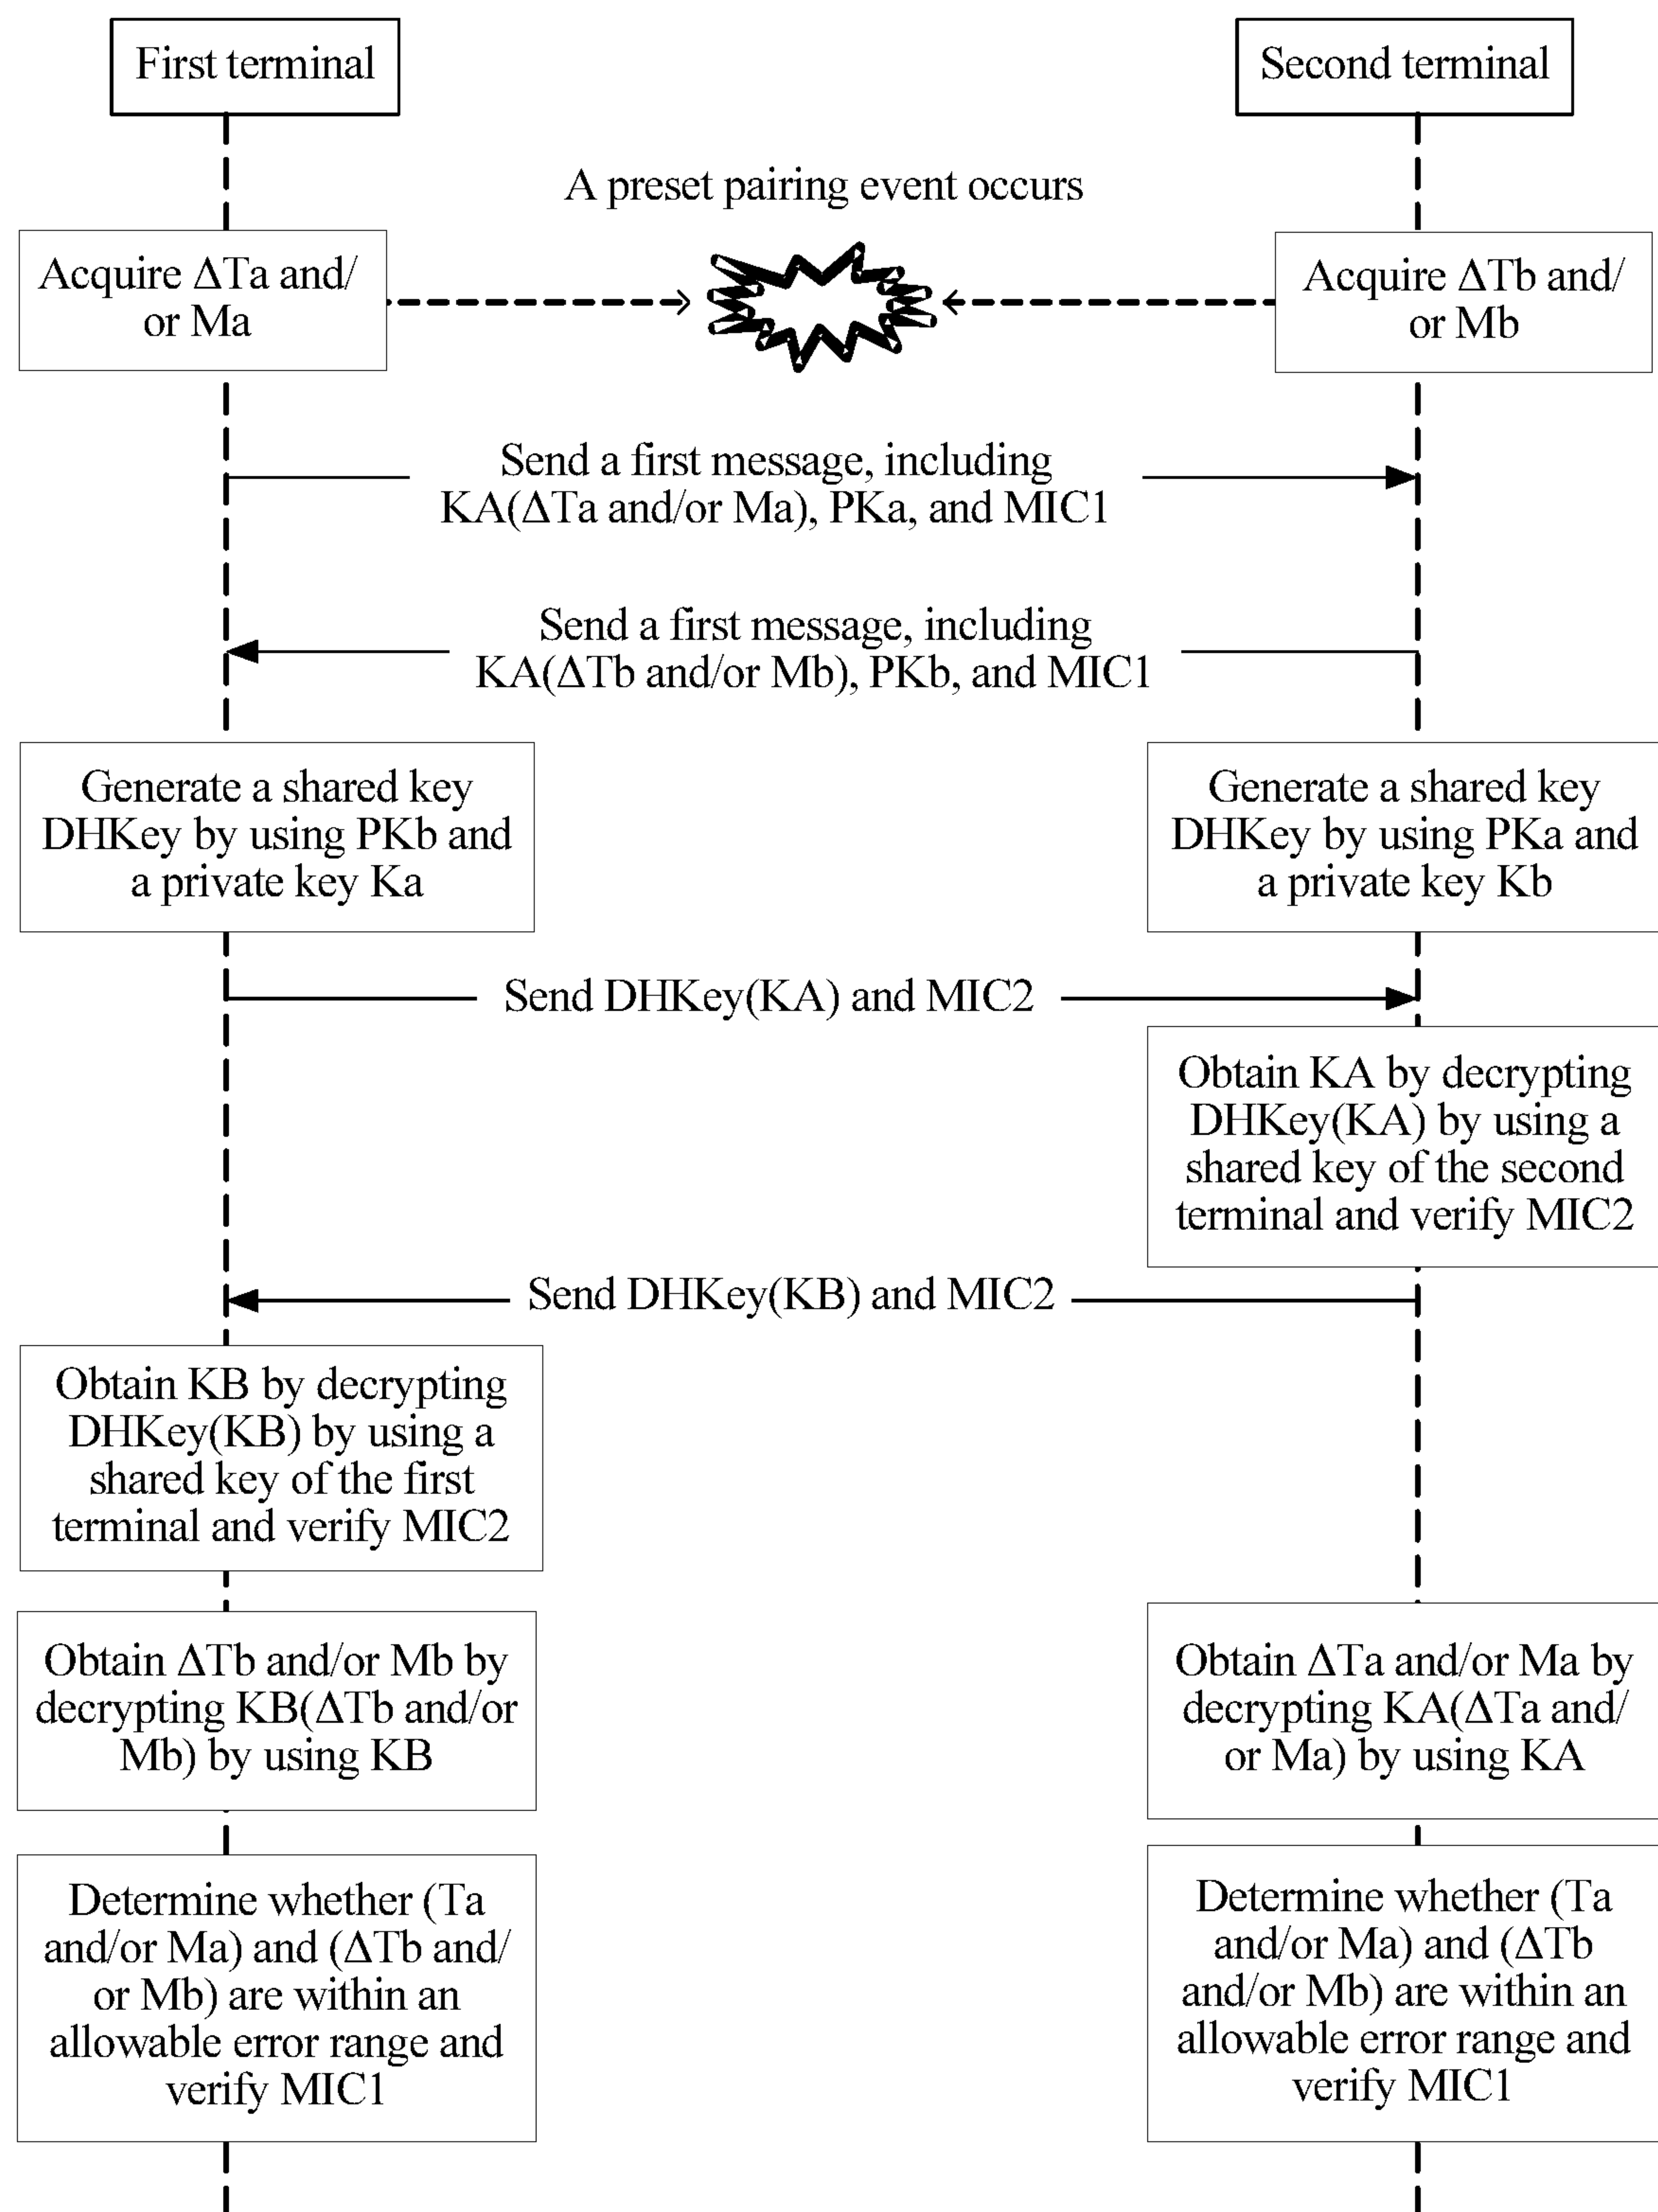 First terminal
Second terminal
A preset pairing event occurs
Acquire ΔTa and/
or Ma
Acquire ΔTb and/
or Mb
Send a first message, including
KA(ΔTa and/or Ma), PKa, and MIC1
Send a first message, including
KA(ΔTb and/or Mb), PKb, and MIC1
Generate a shared key
DHKey by using PKb and
a private key Ka
Generate a shared key
DHKey by using PKa and
a private key Kb
Send DHKey(KA) and MIC2
Obtain KA by decrypting
DHKey(KA) by using a
shared key of the second
terminal and verify MIC2
Send DHKey(KB) and MIC2
Obtain KB by decrypting
DHKey(KB) by using a
shared key of the first
terminal and verify MIC2
Obtain ΔTb and/or Mb by
decrypting KB(ΔTb and/or
Mb) by using KB
Obtain ΔTa and/or Ma by
decrypting KA(ΔTa and/
or Ma) by using KA
Determine whether (Ta
and/or Ma) and (ΔTb and/
or Mb) are within an
allowable error range and
verify MIC1
Determine whether (Ta
and/or Ma) and (ΔTb
and/or Mb) are within an
allowable error range and
verify MIC1